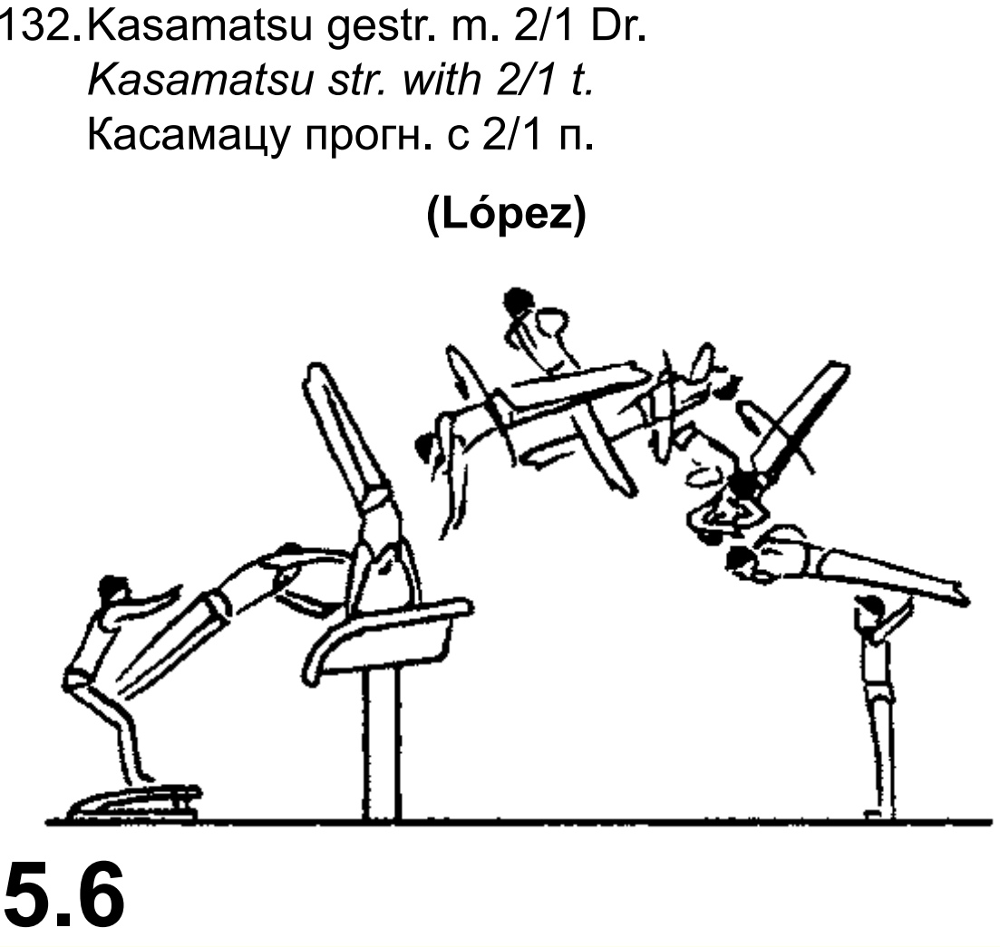 132. Kasamatsu gestr. m. 2/1 Dr.
Kasamatsu str. with 2/1 t.
Касамацу прогн. с 2/1 п.
(López)
5.6